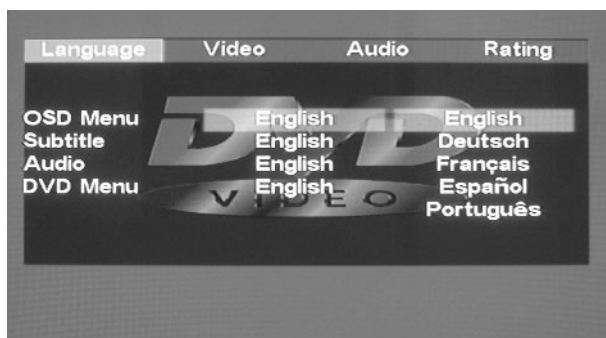 Language Video Audio Rating
OSD Menu English English
Subtitle English Deutsch
Audio English Français
DVD Menu English Español
Português
DVD
VIDEO